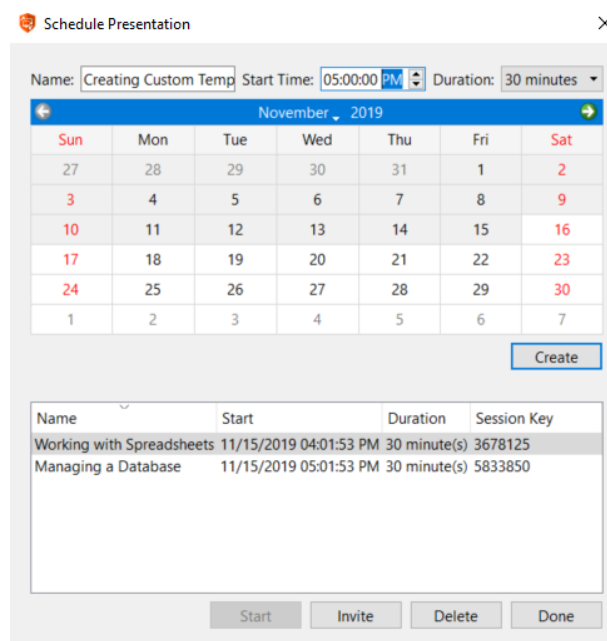 Schedule Presentation
Name: Creating Custom Temp Start Time: 05:00:00 PM Duration: 30 minutes
November 2019
Sun Mon Tue Wed Thu Fri Sat
27 28 29 30 31 1 2
3 4 5 6 7 8 9
10 11 12 13 14 15 16
17 18 19 20 21 22 23
24 25 26 27 28 29 30
1 2 3 4 5 6 7
Create
Name Start Duration Session Key
Working with Spreadsheets 11/15/2019 04:01:53 PM 30 minute(s) 3678125
Managing a Database 11/15/2019 05:01:53 PM 30 minute(s) 5833850
Start Invite Delete Done